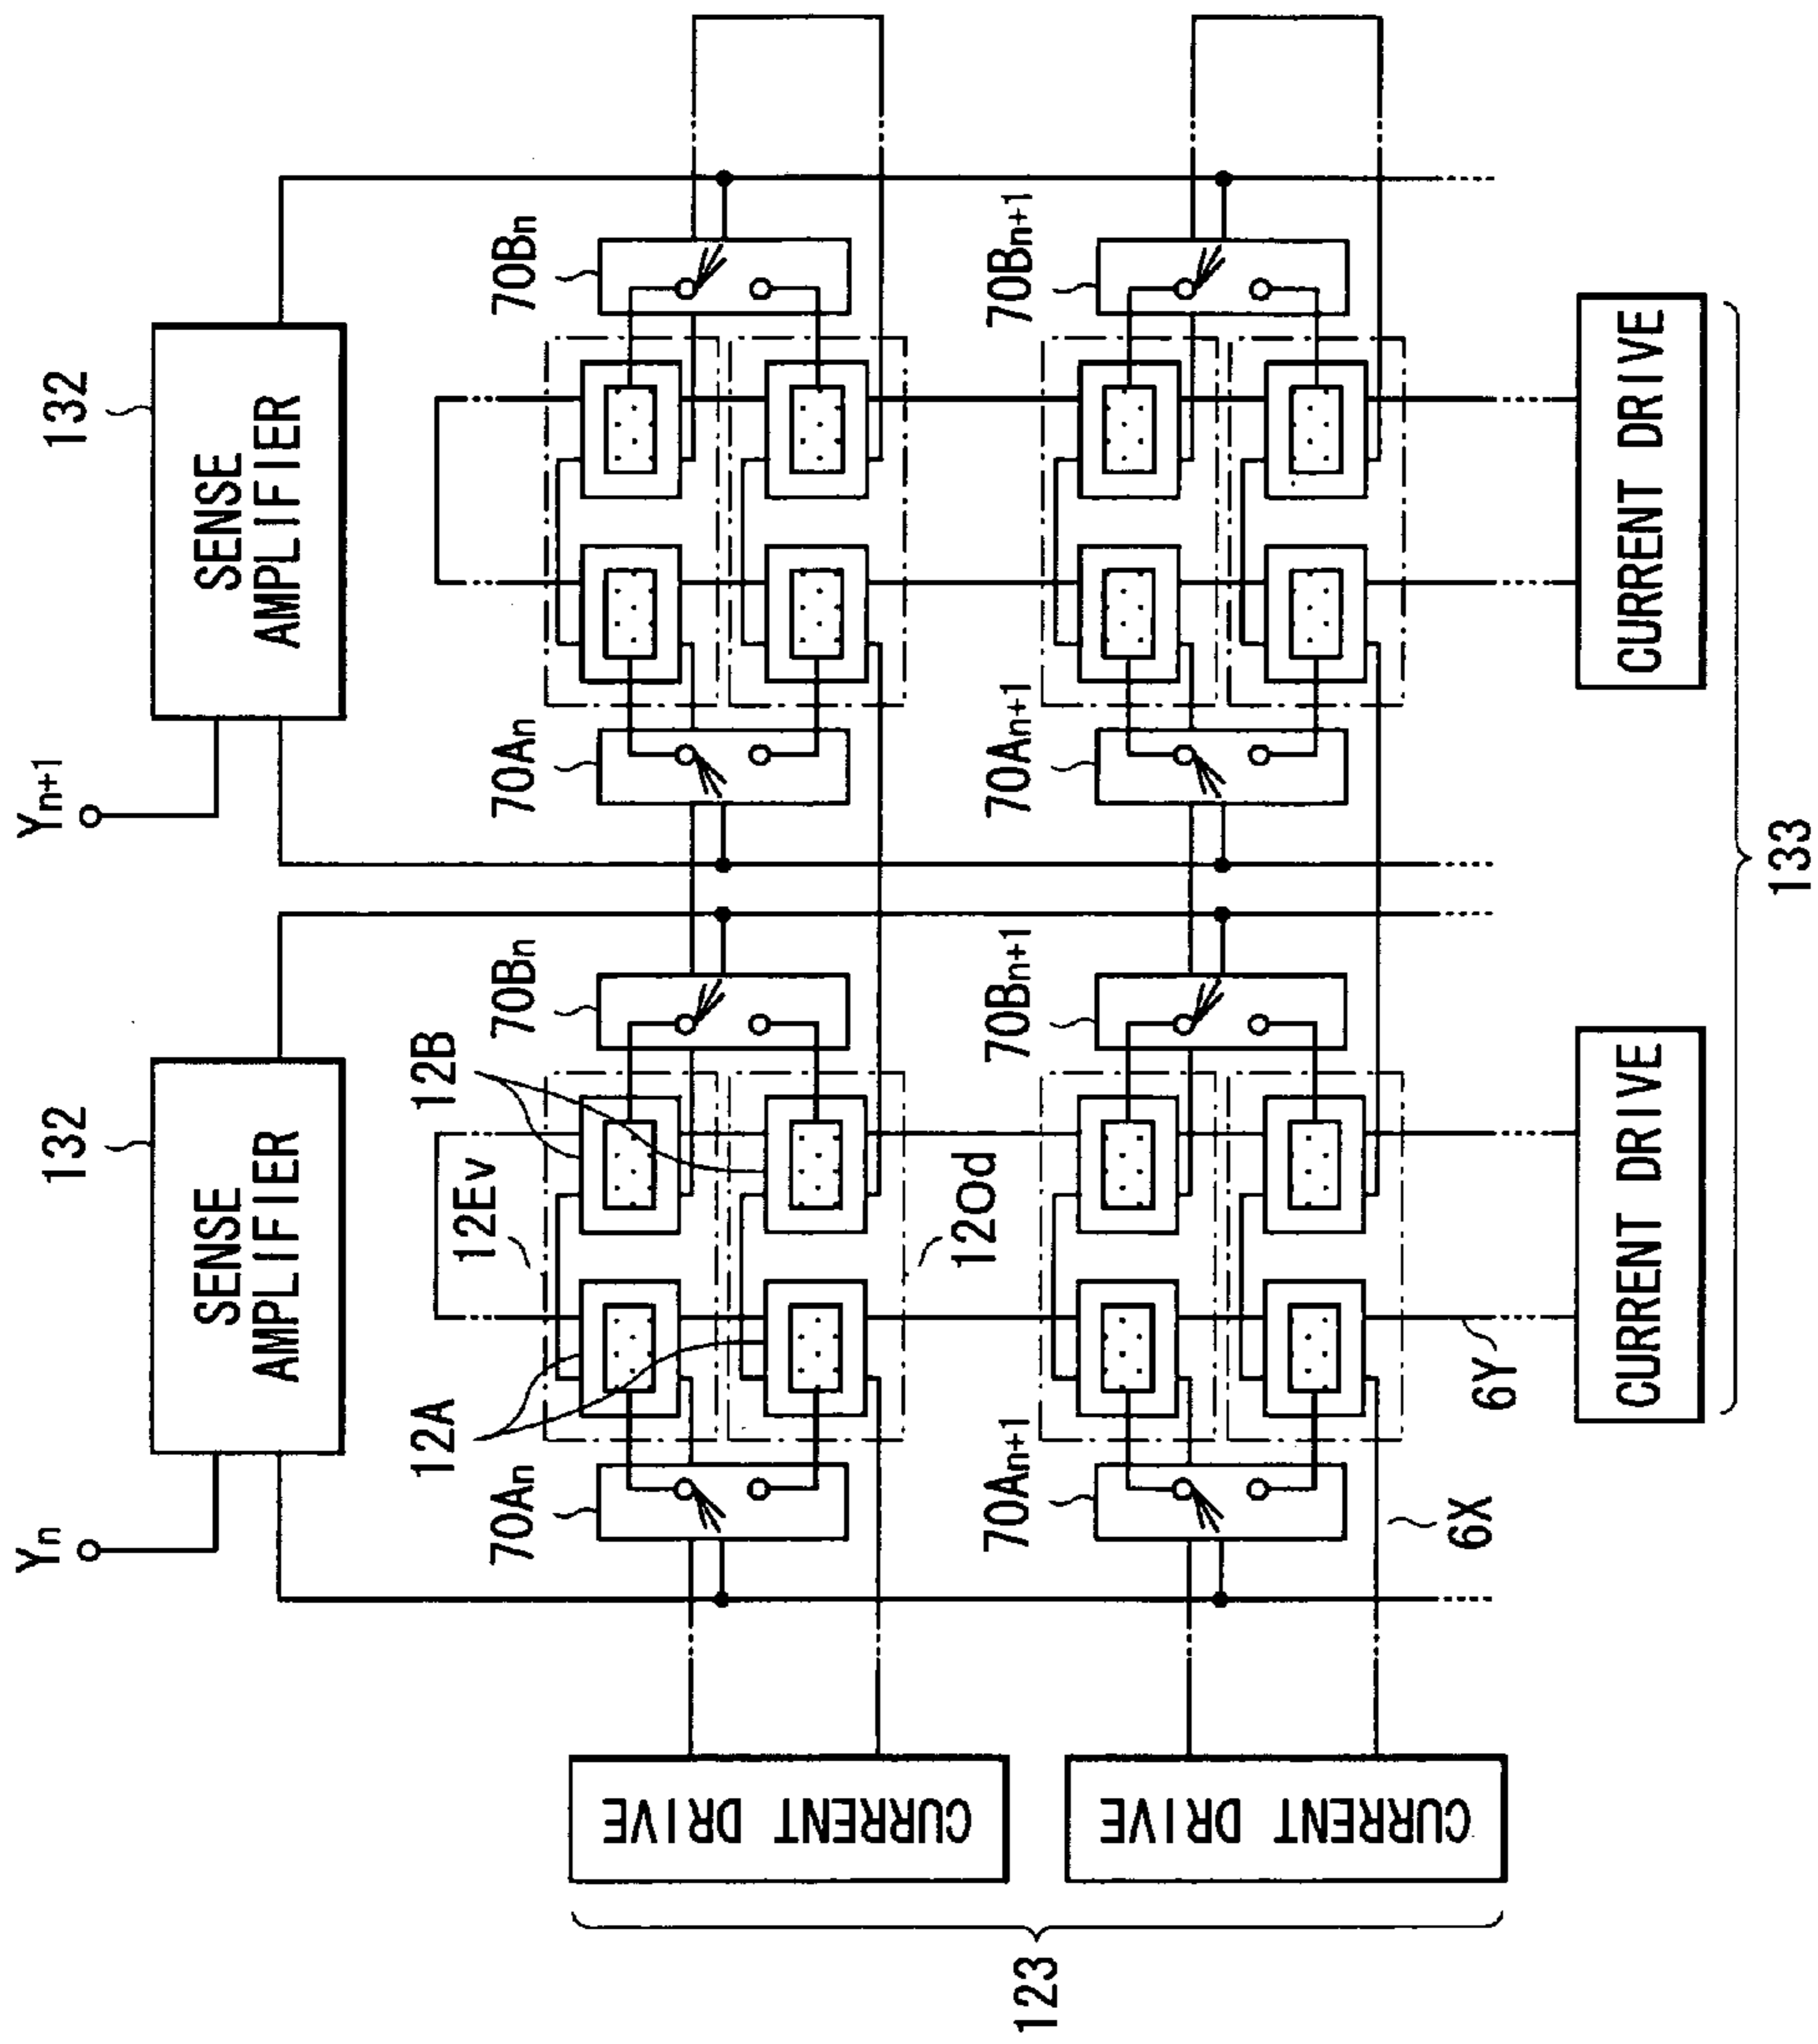 Yn
Yn+1
132
132
SENSE
AMPLIFIER
SENSE
AMPLIFIER
12A
12B
12Ev
70An
70Bn
70An
70Bn
CURRENT DRIVE
12Od
70An+1
70Bn+1
70An+1
70Bn+1
123
CURRENT DRIVE
6X
6Y
CURRENT DRIVE
CURRENT DRIVE
133